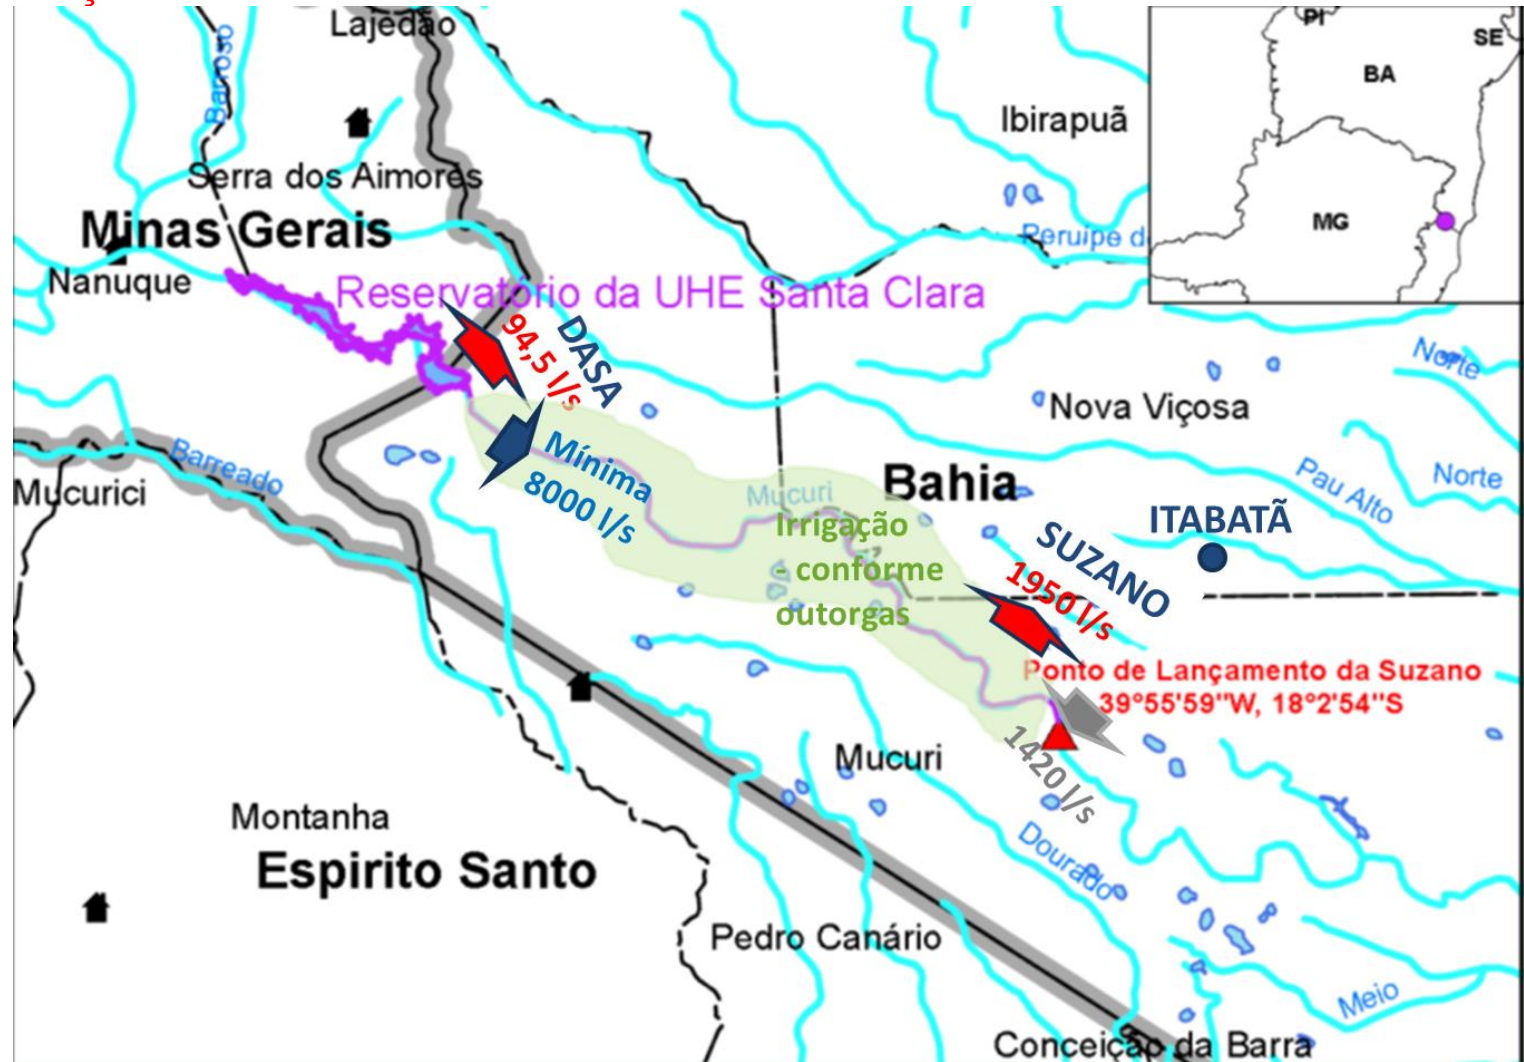 Lajedão
PI
SE
BA
MG
Barroso
Ibirapuã
Serra dos Aimorés
Minas Gerais
Nanuque
Peruipe d
Reservatório da UHE Santa Clara
DASA
94,5 l/s
Norte
Nova Viçosa
Mínima
8000 l/s
Barreado
Mucurici
Mucuri
Bahia
Pau Alto
Norte
Irrigação
- conforme
outorgas
SUZANO
1950 l/s
ITABATÃ
Ponto de Lançamento da Suzano
39°55'59"W, 18°2'54"S
1420 l/s
Mucuri
Montanha
Espirito Santo
Dourado
Pedro Canário
Meio
Conceição da Barra